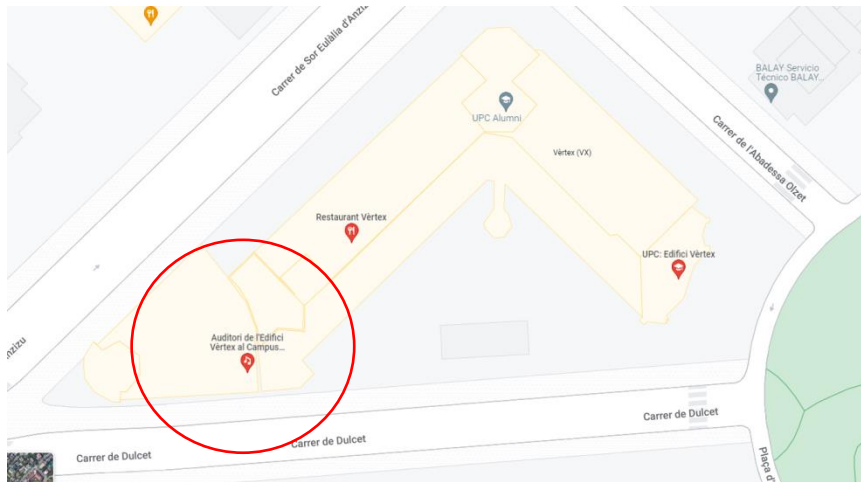 Carrer de Sor Eulàlia d'Anzizu
BALAY Servicio
Técnico BALAY...
UPC Alumni
Carrer de l'Abadessa Olzet
Vèrtex (VX)
Restaurant Vèrtex
UPC: Edifici Vèrtex
Auditori de l'Edifici
Vèrtex al Campus...
Carrer de Dulcet
Carrer de Dulcet
Carrer de Dulcet
Plaça d'